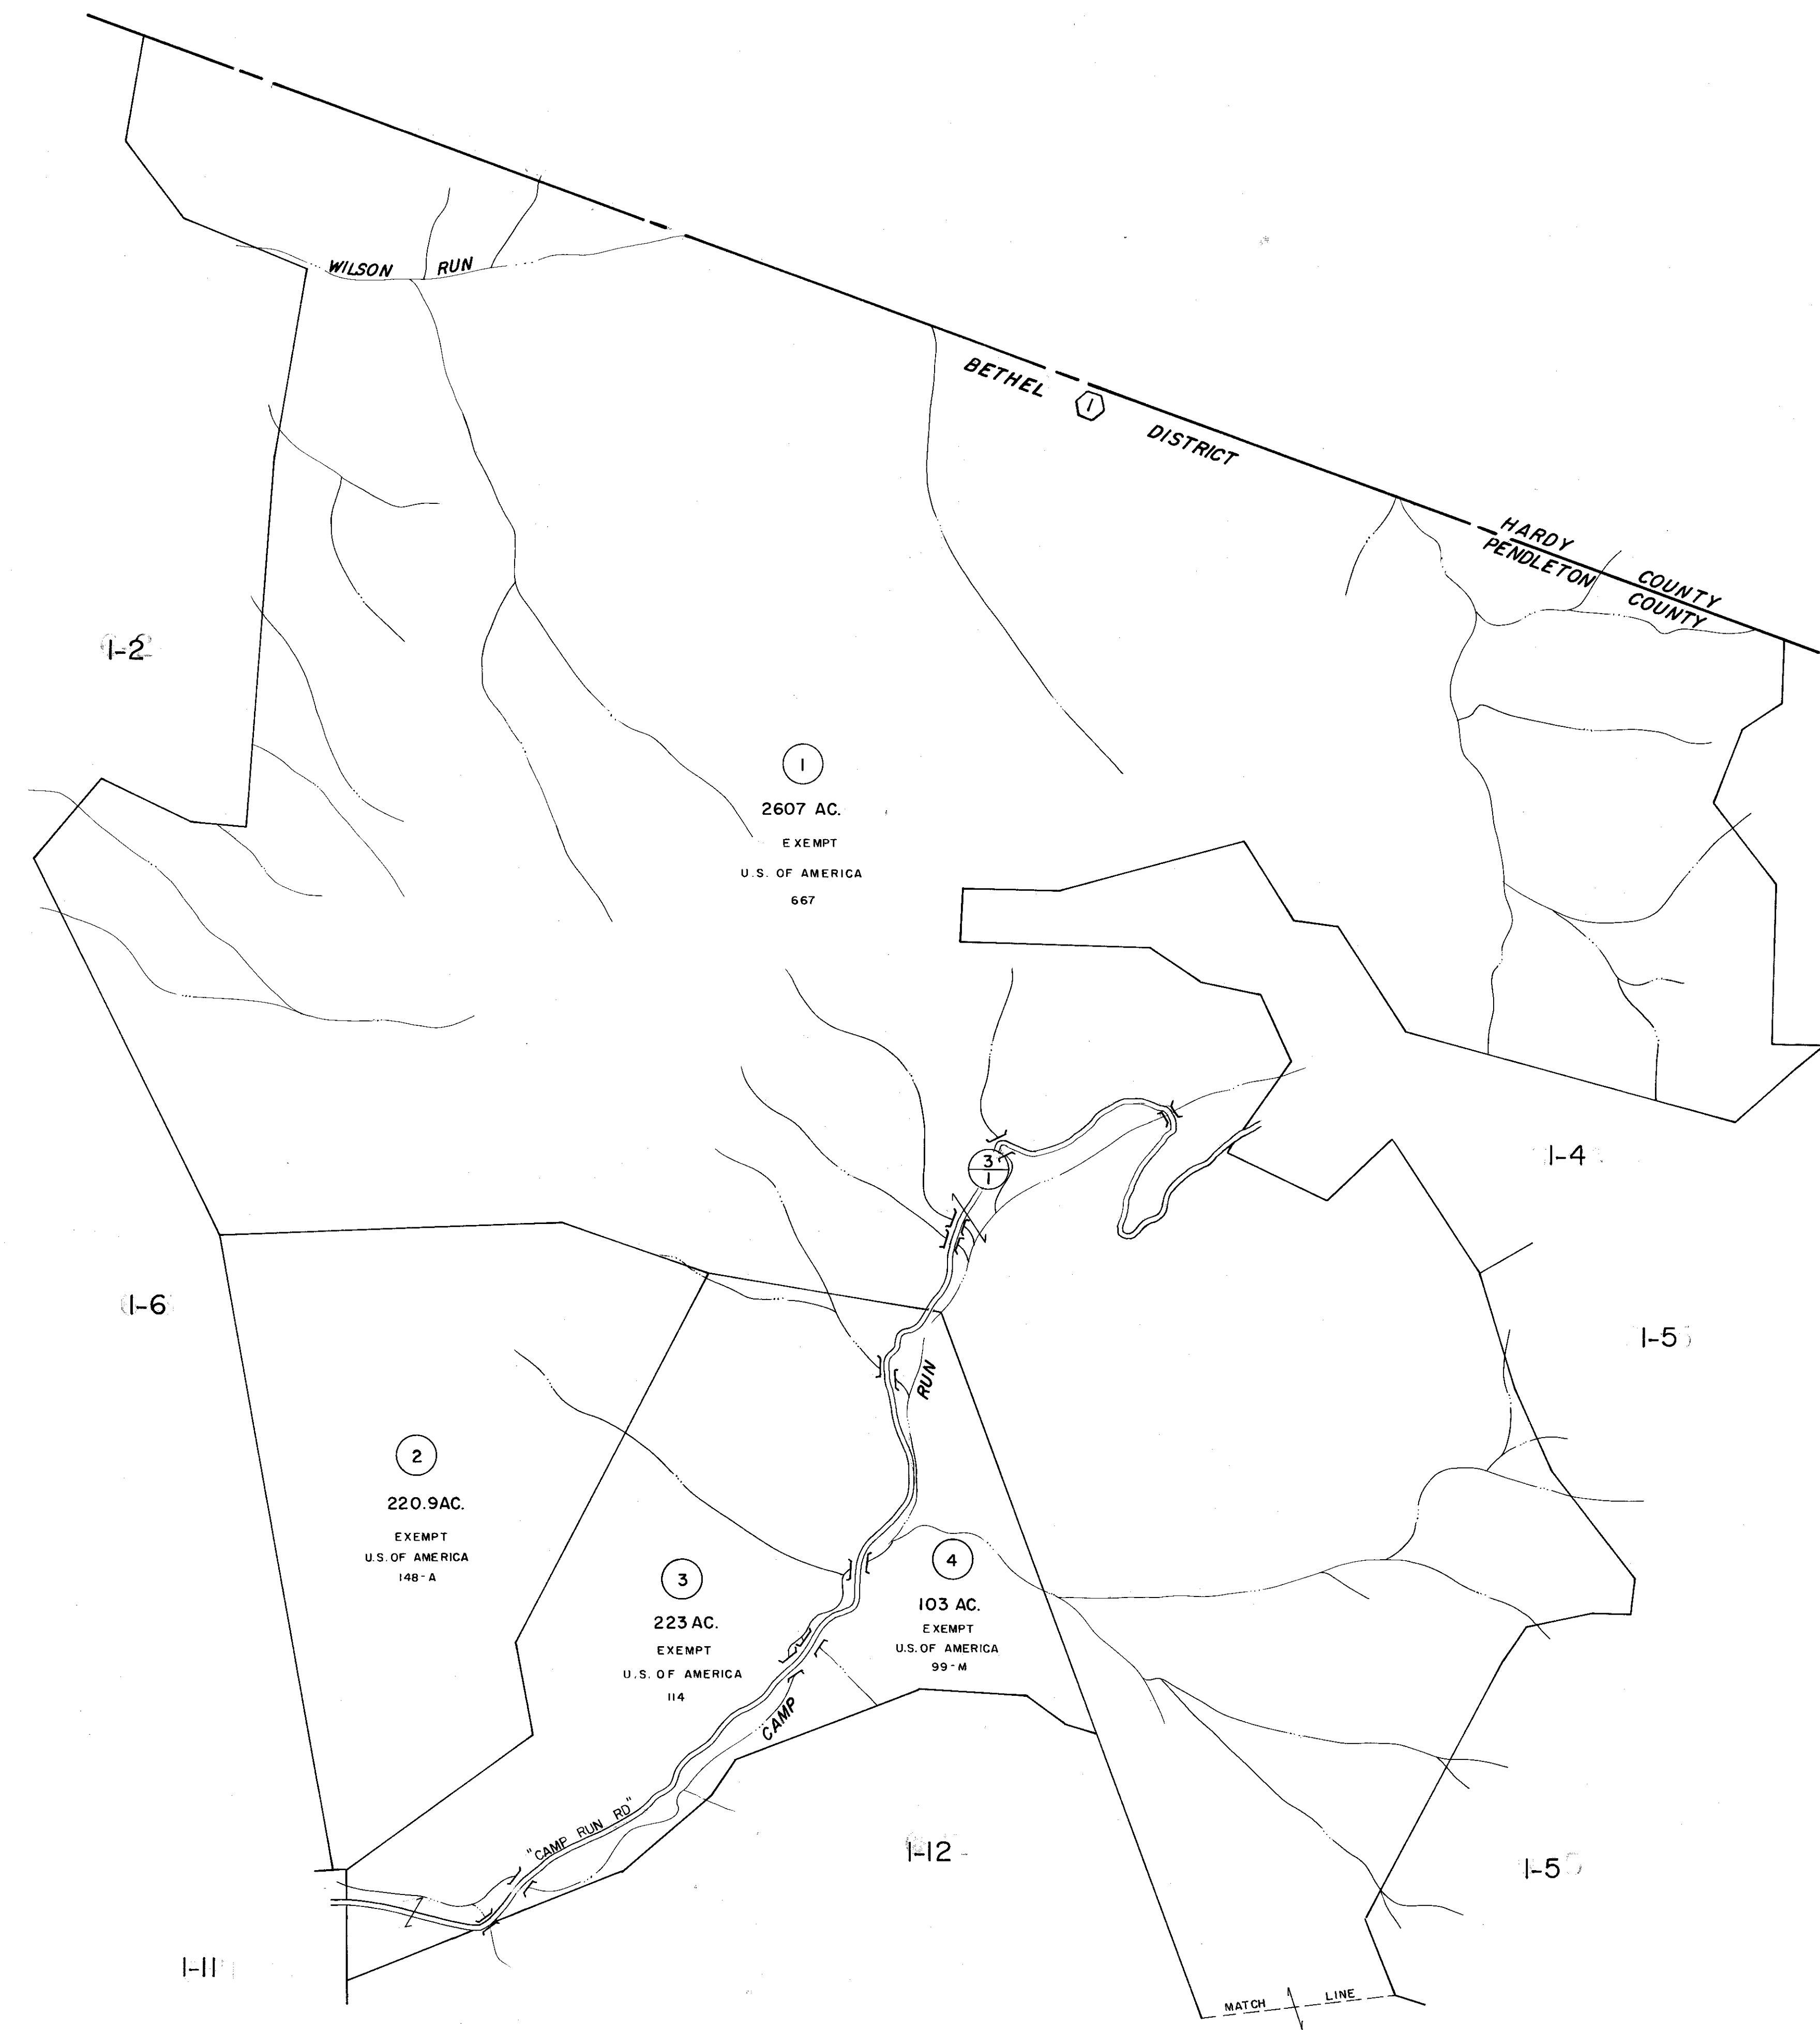 WILSON RUN
BETHEL 1 DISTRICT
HARDY COUNTY
PENDLETON COUNTY
1-2
1
2607 AC.
EXEMPT
U.S. OF AMERICA
667
1-4
3
1
1-6
1-5
RUN
2
220.9AC.
EXEMPT
U.S. OF AMERICA
148-A
3
223 AC.
EXEMPT
U.S. OF AMERICA
114
4
103 AC.
EXEMPT
U.S. OF AMERICA
99-M
CAMP
"CAMP RUN RD"
1-12
1-5
1-11
MATCH LINE